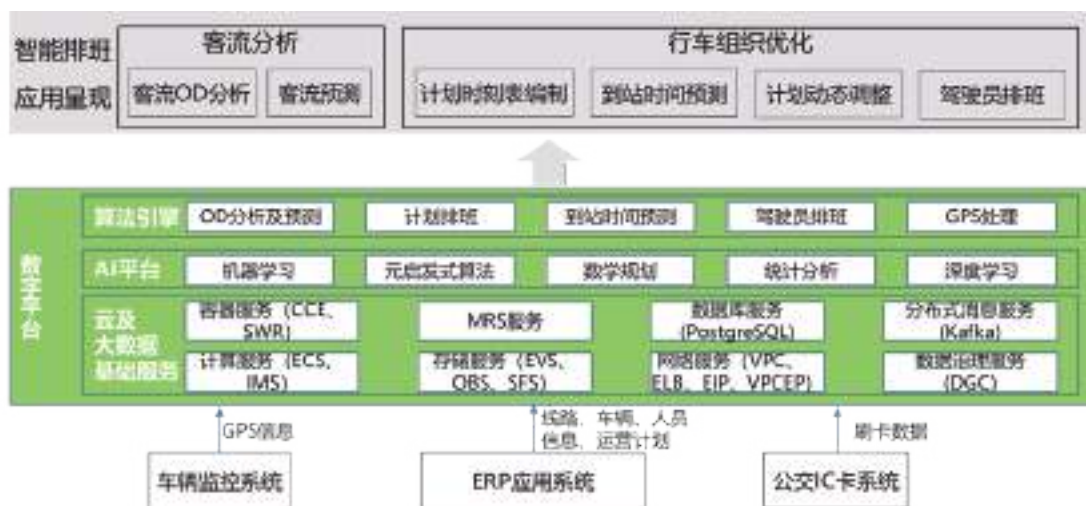 智能排班
应用呈现
客流分析
客流OD分析
客流预测
行车组织优化
计划时刻表编制
到站时间预测
计划动态调整
驾驶员排班
数字平台
算法引擎
OD分析及预测
计划排班
到站时间预测
驾驶员排班
GPS处理
AI平台
机器学习
元启发式算法
数学规划
统计分析
深度学习
云及
大数据
基础服务
容器服务（CCE、
SWR)
MRS服务
数据库服务
(PostgreSQL)
分布式消息服务
(Kafka)
计算服务（ECS、
IMS)
存储服务（EVS、
OBS、SFS)
网络服务（VPC、
ELB、EIP、VPCEP)
数据治理服务
(DGC)
GPS信息
线路、车辆、人员
信息、运营计划
刷卡数据
车辆监控系统
ERP应用系统
公交IC卡系统